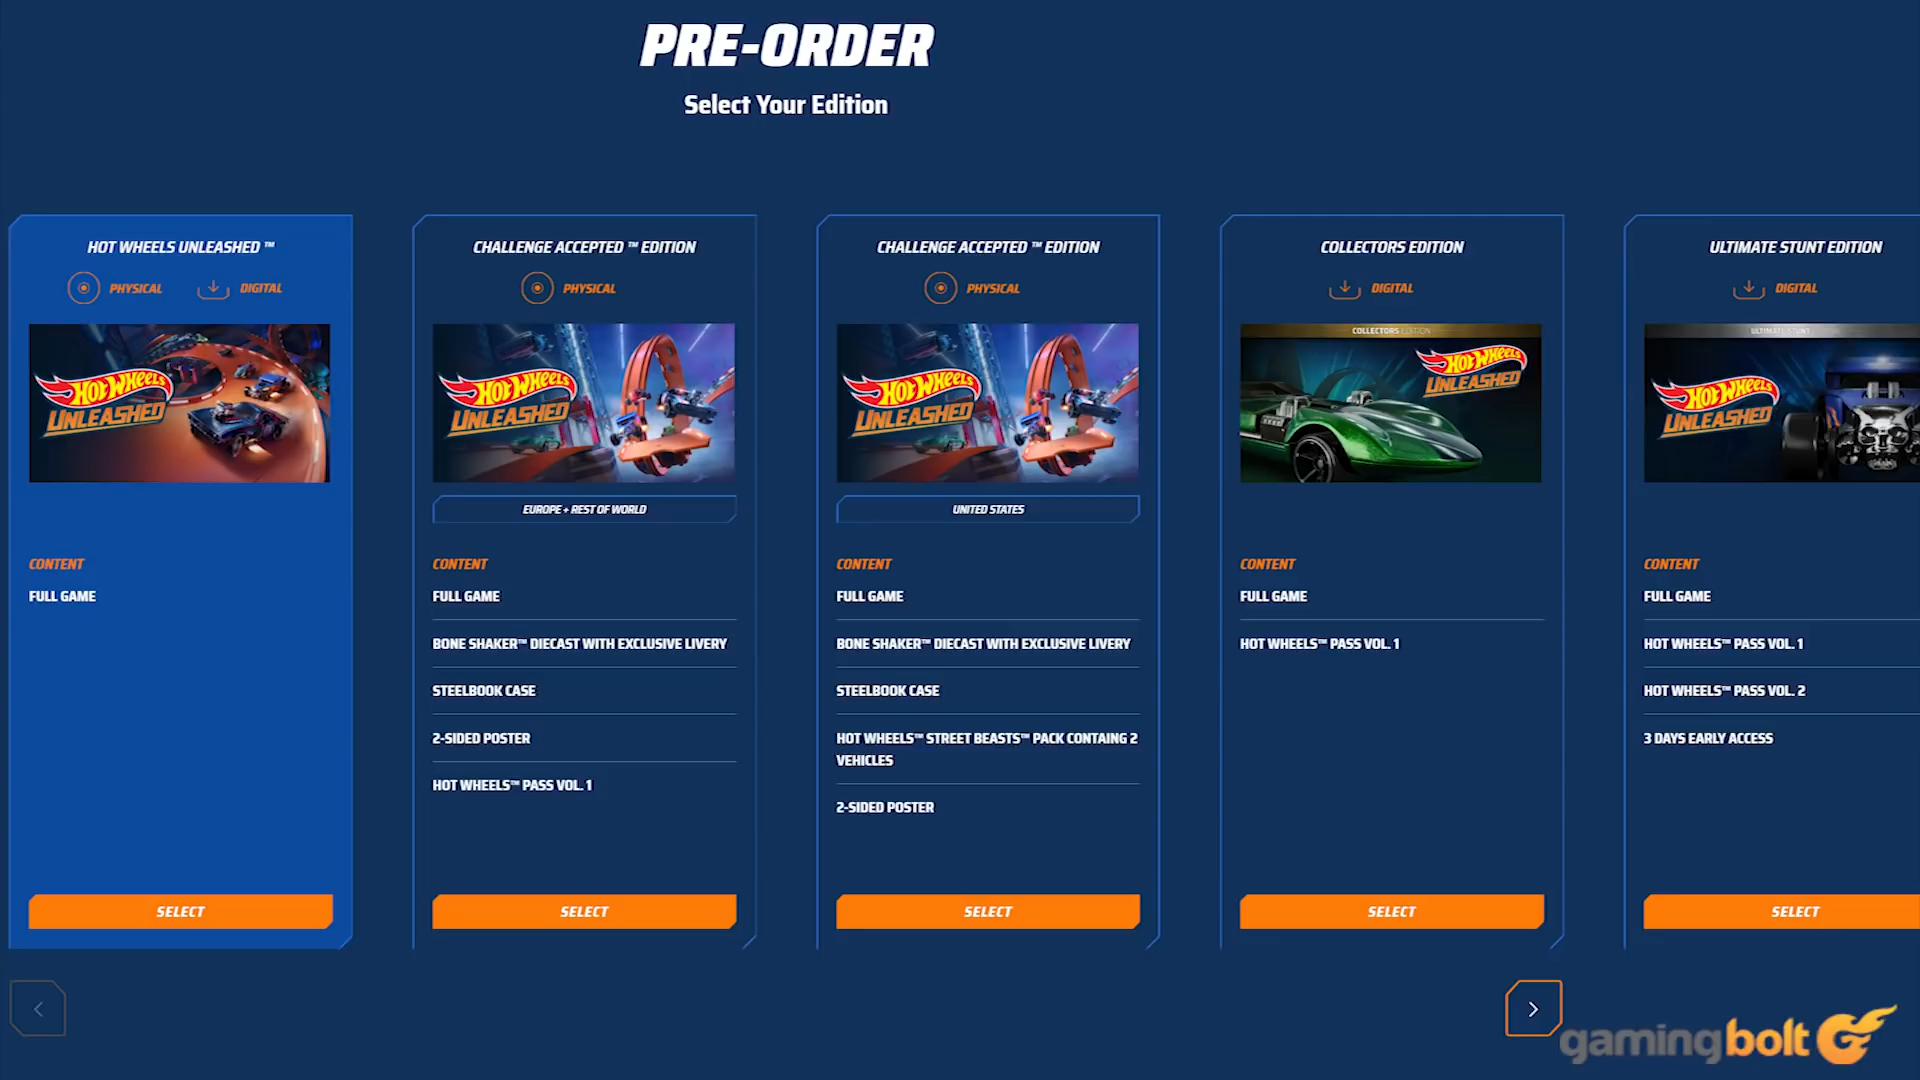 PRE-ORDER
Select Your Edition
HOT WHEELS UNLEASHED ™
PHYSICAL
DIGITAL
HOT WHEELS
UNLEASHED
CONTENT
FULL GAME
SELECT
CHALLENGE ACCEPTED ™ EDITION
PHYSICAL
HOT WHEELS
UNLEASHED
EUROPE + REST OF WORLD
CONTENT
FULL GAME
BONE SHAKER™ DIECAST WITH EXCLUSIVE LIVERY
STEELBOOK CASE
2-SIDED POSTER
HOT WHEELS™ PASS VOL. 1
SELECT
CHALLENGE ACCEPTED ™ EDITION
PHYSICAL
HOT WHEELS
UNLEASHED
UNITED STATES
CONTENT
FULL GAME
BONE SHAKER™ DIECAST WITH EXCLUSIVE LIVERY
STEELBOOK CASE
HOT WHEELS™ STREET BEASTS™ PACK CONTAING 2
VEHICLES
2-SIDED POSTER
SELECT
COLLECTORS EDITION
DIGITAL
COLLECTORS EDITION
HOT WHEELS
UNLEASHED
CONTENT
FULL GAME
HOT WHEELS™ PASS VOL. 1
SELECT
ULTIMATE STUNT EDITION
DIGITAL
ULTIMATE STUNT
HOT WHEELS
UNLEASHED
CONTENT
FULL GAME
HOT WHEELS™ PASS VOL. 1
HOT WHEELS™ PASS VOL. 2
3 DAYS EARLY ACCESS
SELECT
gamingbolt